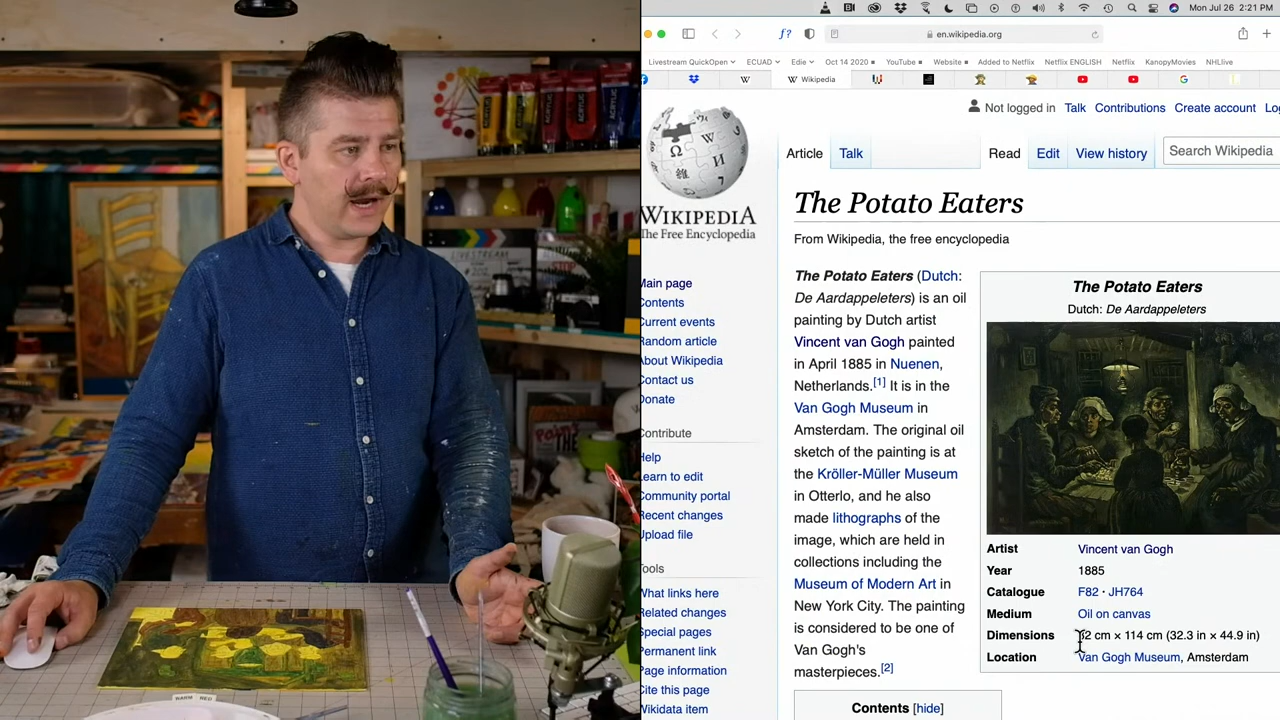 Mon Jul 26 2:21 PM
en.wikipedia.org
Livestream QuickOpen ECUAD Edie Oct 14 2020 YouTube Website Added to Netflix Netflix ENGLISH Netflix KanopyMovies NHLive
Wikipedia
Not logged in Talk Contributions Create account
Article Talk Read Edit View history Search Wikipedia
WIKIPEDIA
The Free Encyclopedia
The Potato Eaters
From Wikipedia, the free encyclopedia
Main page
Contents
Current events
Random article
About Wikipedia
Contact us
Donate
Contribute
Help
Learn to edit
Community portal
Recent changes
Upload file
Tools
What links here
Related changes
Special pages
Permanent link
Page information
Cite this page
Wikidata item
The Potato Eaters (Dutch:
De Aardappeleters) is an oil
painting by Dutch artist
Vincent van Gogh painted
in April 1885 in Nuenen,
Netherlands.[1] It is in the
Van Gogh Museum in
Amsterdam. The original oil
sketch of the painting is at
the Kröller-Müller Museum
in Otterlo, and he also
made lithographs of the
image, which are held in
collections including the
Museum of Modern Art in
New York City. The painting
is considered to be one of
Van Gogh's
masterpieces.[2]
Contents [hide]
The Potato Eaters
Dutch: De Aardappeleters
Artist Vincent van Gogh
Year 1885
Catalogue F82 · JH764
Medium Oil on canvas
Dimensions cm × 114 cm (32.3 in × 44.9 in)
Location Van Gogh Museum, Amsterdam
LIVESTREAM
WARM RED